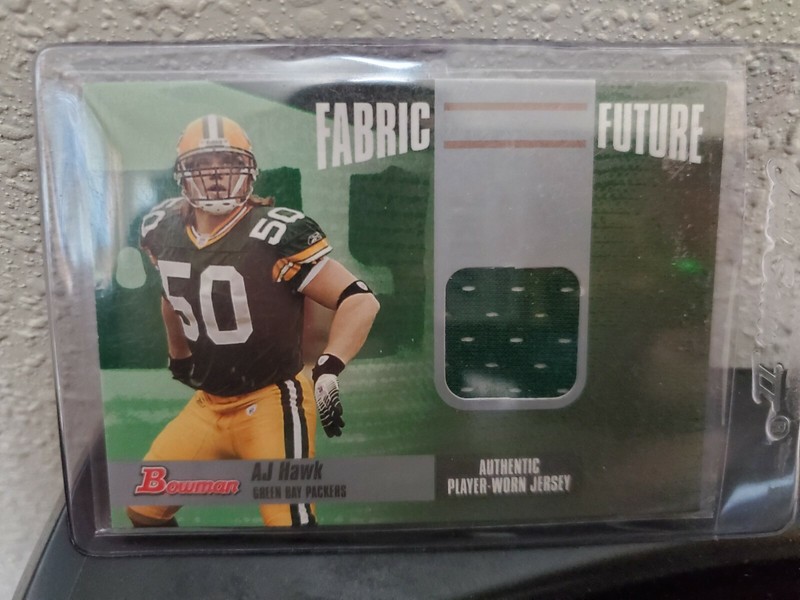 FABRIC
FUTURE
50
50
Bowman
AJ Hawk
GREEN BAY PACKERS
AUTHENTIC
PLAYER-WORN JERSEY